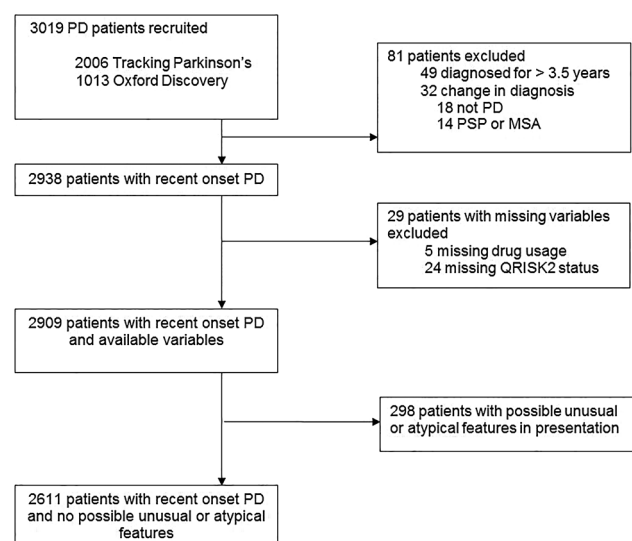 3019 PD patients recruited
2006 Tracking Parkinson's
1013 Oxford Discovery
81 patients excluded
49 diagnosed for > 3.5 years
32 change in diagnosis
18 not PD
14 PSP or MSA
2938 patients with recent onset PD
29 patients with missing variables
excluded
5 missing drug usage
24 missing QRISK2 status
2909 patients with recent onset PD
and available variables
298 patients with possible unusual
or atypical features in presentation
2611 patients with recent onset PD
and no possible unusual or atypical
features